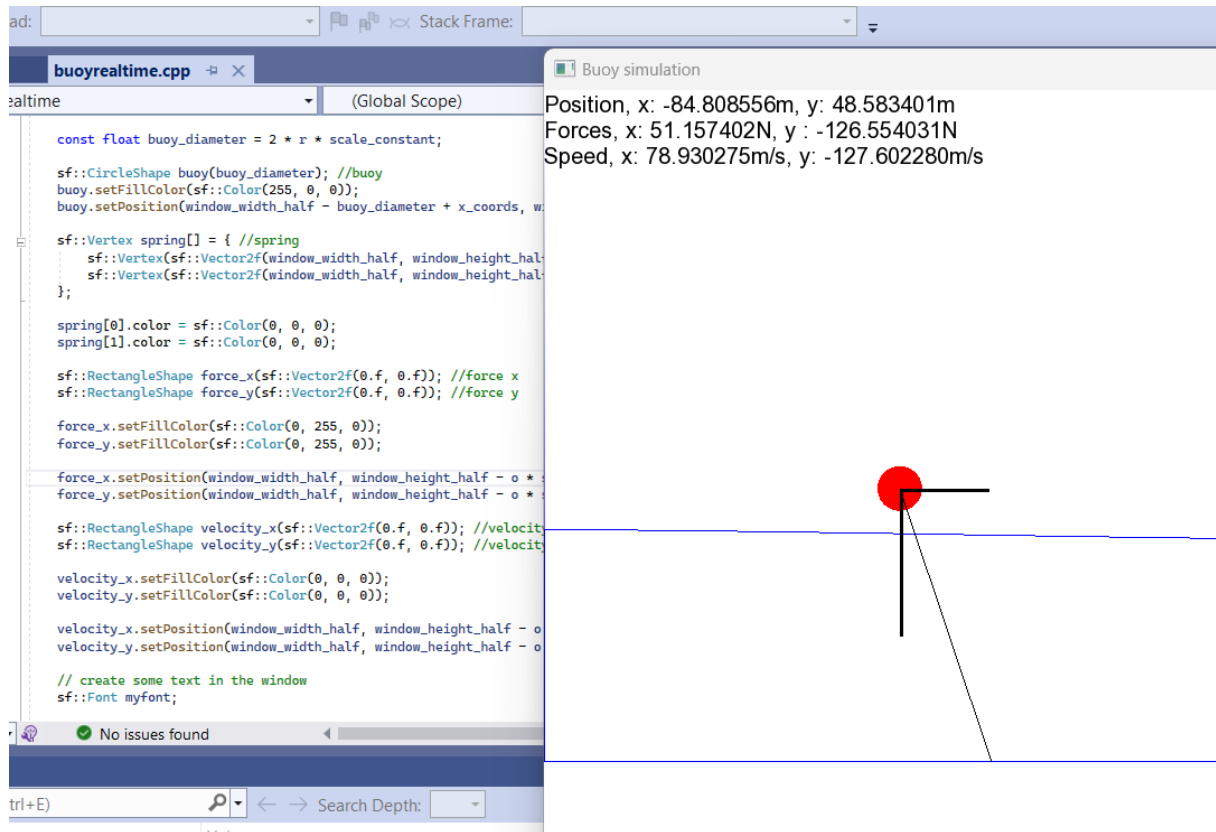 ad:
Stack Frame:
buoyrealtime.cpp
ealtime
(Global Scope)
const float buoy_diameter = 2 * r * scale_constant;
sf::CircleShape buoy(buoy_diameter); //buoy
buoy.setFillColor(sf::Color(255, 0, 0));
buoy.setPosition(window_width_half - buoy_diameter + x_coords, wi
sf::Vertex spring[] = { //spring
sf::Vertex(sf::Vector2f(window_width_half, window_height_hal
sf::Vertex(sf::Vector2f(window_width_half, window_height_hal
};
spring[0].color = sf::Color(0, 0, 0);
spring[1].color = sf::Color(0, 0, 0);
sf::RectangleShape force_x(sf::Vector2f(0.f, 0.f)); //force x
sf::RectangleShape force_y(sf::Vector2f(0.f, 0.f)); //force y
force_x.setFillColor(sf::Color(0, 255, 0));
force_y.setFillColor(sf::Color(0, 255, 0));
force_x.setPosition(window_width_half, window_height_half - o * s
force_y.setPosition(window_width_half, window_height_half - o * s
sf::RectangleShape velocity_x(sf::Vector2f(0.f, 0.f)); //velocity
sf::RectangleShape velocity_y(sf::Vector2f(0.f, 0.f)); //velocity
velocity_x.setFillColor(sf::Color(0, 0, 0));
velocity_y.setFillColor(sf::Color(0, 0, 0));
velocity_x.setPosition(window_width_half, window_height_half - o
velocity_y.setPosition(window_width_half, window_height_half - o
// create some text in the window
sf::Font myfont;
No issues found
trl+E)
Search Depth:
Buoy simulation
Position, x: -84.808556m, y: 48.583401m
Forces, x: 51.157402N, y : -126.554031N
Speed, x: 78.930275m/s, y: -127.602280m/s